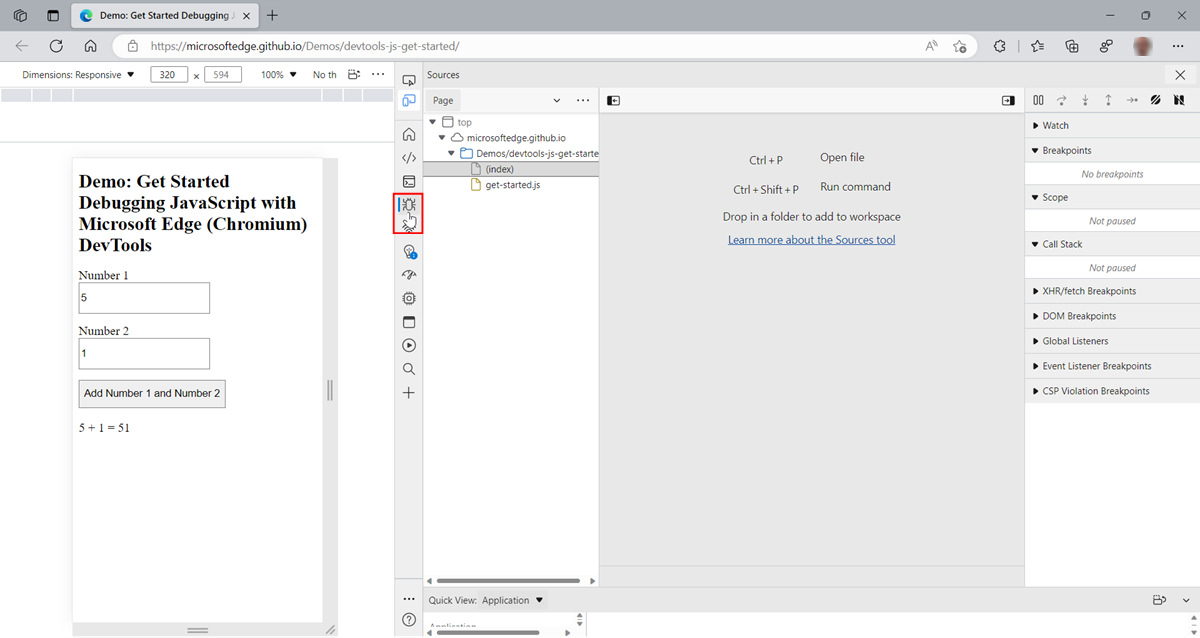 Demo: Get Started Debugging J
https://microsoftedge.github.io/Demos/devtools-js-get-started/
Dimensions: Responsive 320 x 594 100% No th
Sources
Page
top
microsoftedge.github.io
Demos/devtools-js-get-starte
(index)
get-started.js
Demo: Get Started
Debugging JavaScript with
Microsoft Edge (Chromium)
DevTools
Number 1
5
Number 2
1
Add Number 1 and Number 2
5 + 1 = 51
Ctrl + P Open file
Ctrl + Shift + P Run command
Drop in a folder to add to workspace
Learn more about the Sources tool
Watch
Breakpoints
No breakpoints
Scope
Not paused
Call Stack
Not paused
XHR/fetch Breakpoints
DOM Breakpoints
Global Listeners
Event Listener Breakpoints
CSP Violation Breakpoints
Quick View: Application
Application